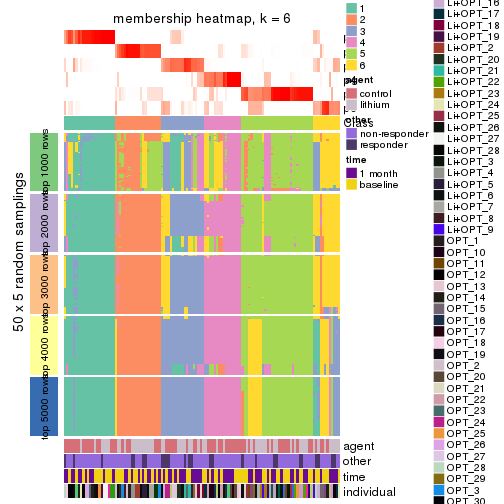 membership heatmap, k = 6
1
2
3
4
5
6
agent
control
lithium
Class
other
non-responder
responder
time
1 month
baseline
50 x 5 random samplings
top 1000 rows
top 2000 rows
top 3000 rows
top 4000 rows
top 5000 rows
agent
other
time
individual
Li+OPT_16
Li+OPT_17
Li+OPT_18
Li+OPT_19
Li+OPT_2
Li+OPT_20
Li+OPT_21
Li+OPT_22
Li+OPT_23
Li+OPT_24
Li+OPT_25
Li+OPT_26
Li+OPT_27
Li+OPT_28
Li+OPT_3
Li+OPT_4
Li+OPT_5
Li+OPT_6
Li+OPT_7
Li+OPT_8
Li+OPT_9
OPT_1
OPT_10
OPT_11
OPT_12
OPT_13
OPT_14
OPT_15
OPT_16
OPT_17
OPT_18
OPT_19
OPT_2
OPT_20
OPT_21
OPT_22
OPT_23
OPT_24
OPT_25
OPT_26
OPT_27
OPT_28
OPT_29
OPT_3
OPT_30